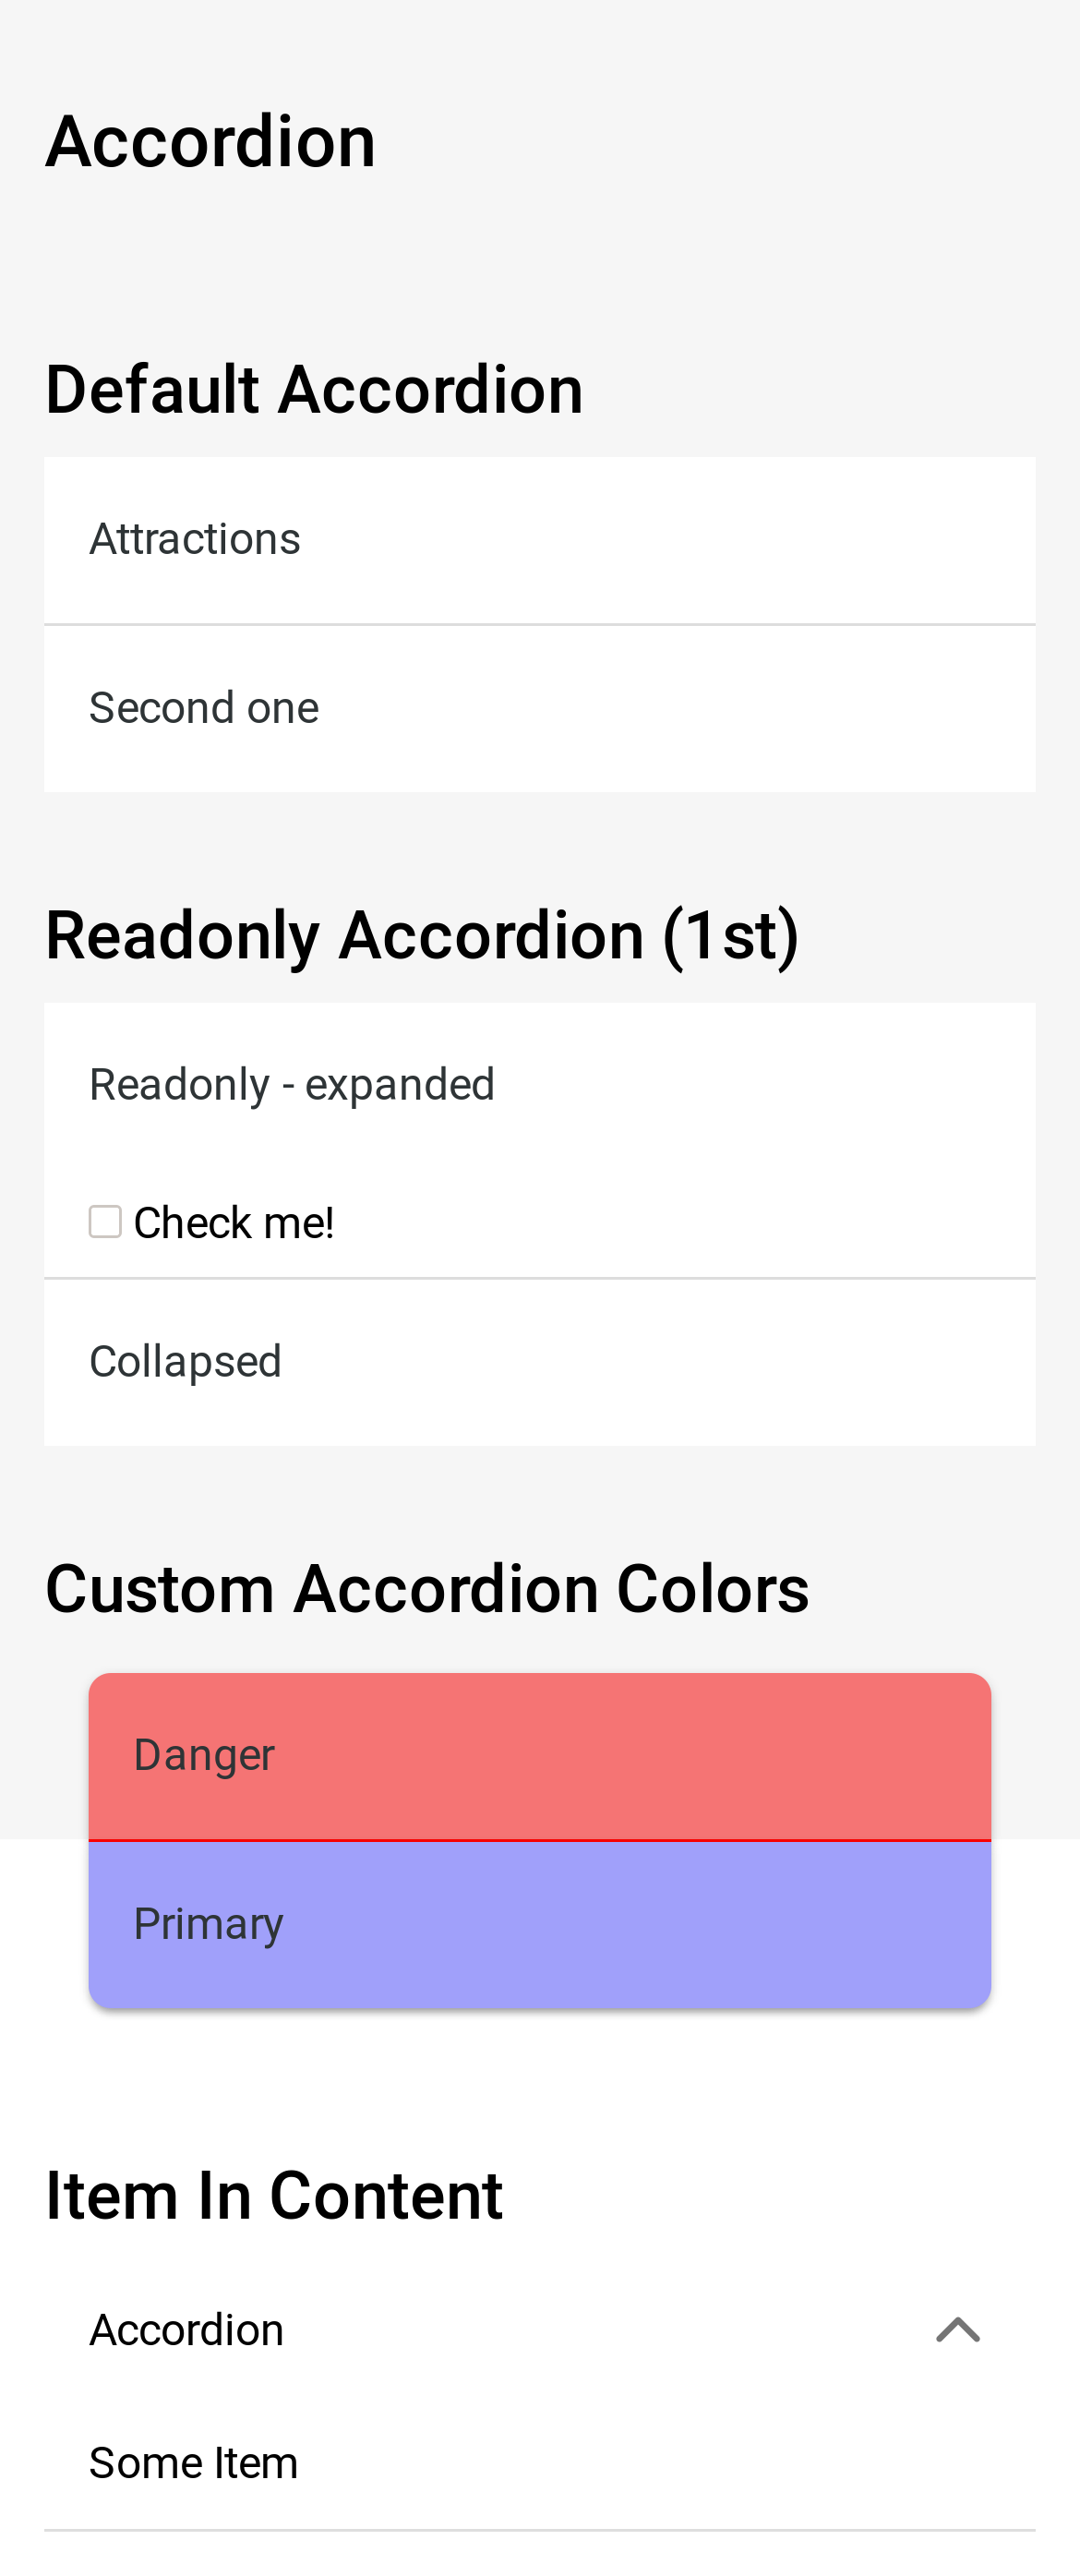 Accordion
Default Accordion
Attractions
Second one
Readonly Accordion (1st)
Readonly - expanded
Check me!
Collapsed
Custom Accordion Colors
Danger
Primary
Item In Content
Accordion
Some Item